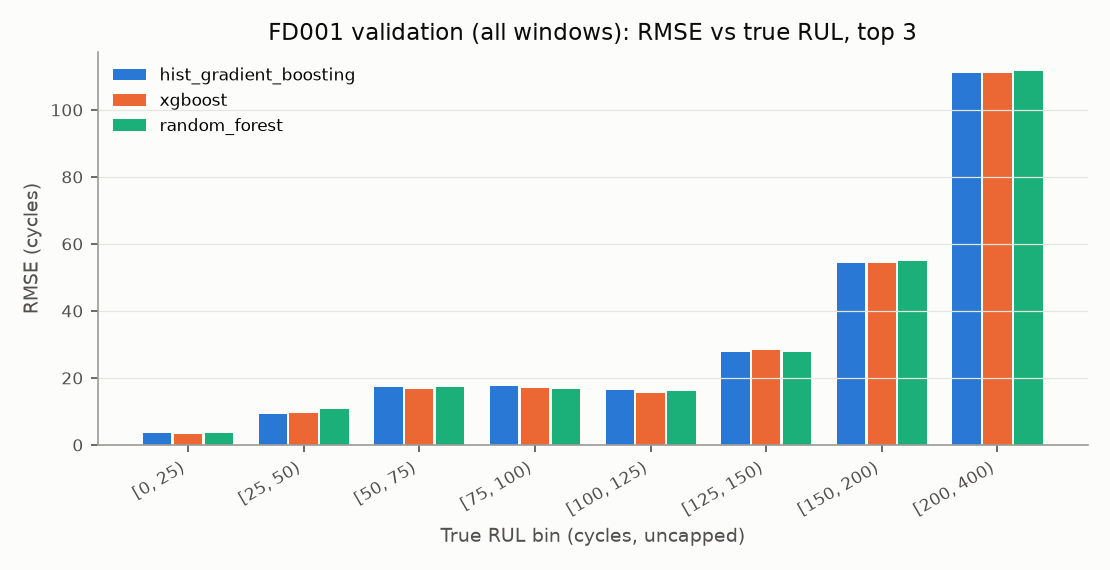 FD001 validation (all windows): RMSE vs true RUL, top 3
hist_gradient_boosting
xgboost
random_forest
RMSE (cycles)
100
80
60
40
20
0
[0, 25)
[25, 50)
[50, 75)
[75, 100)
[100, 125)
[125, 150)
[150, 200)
[200, 400)
True RUL bin (cycles, uncapped)